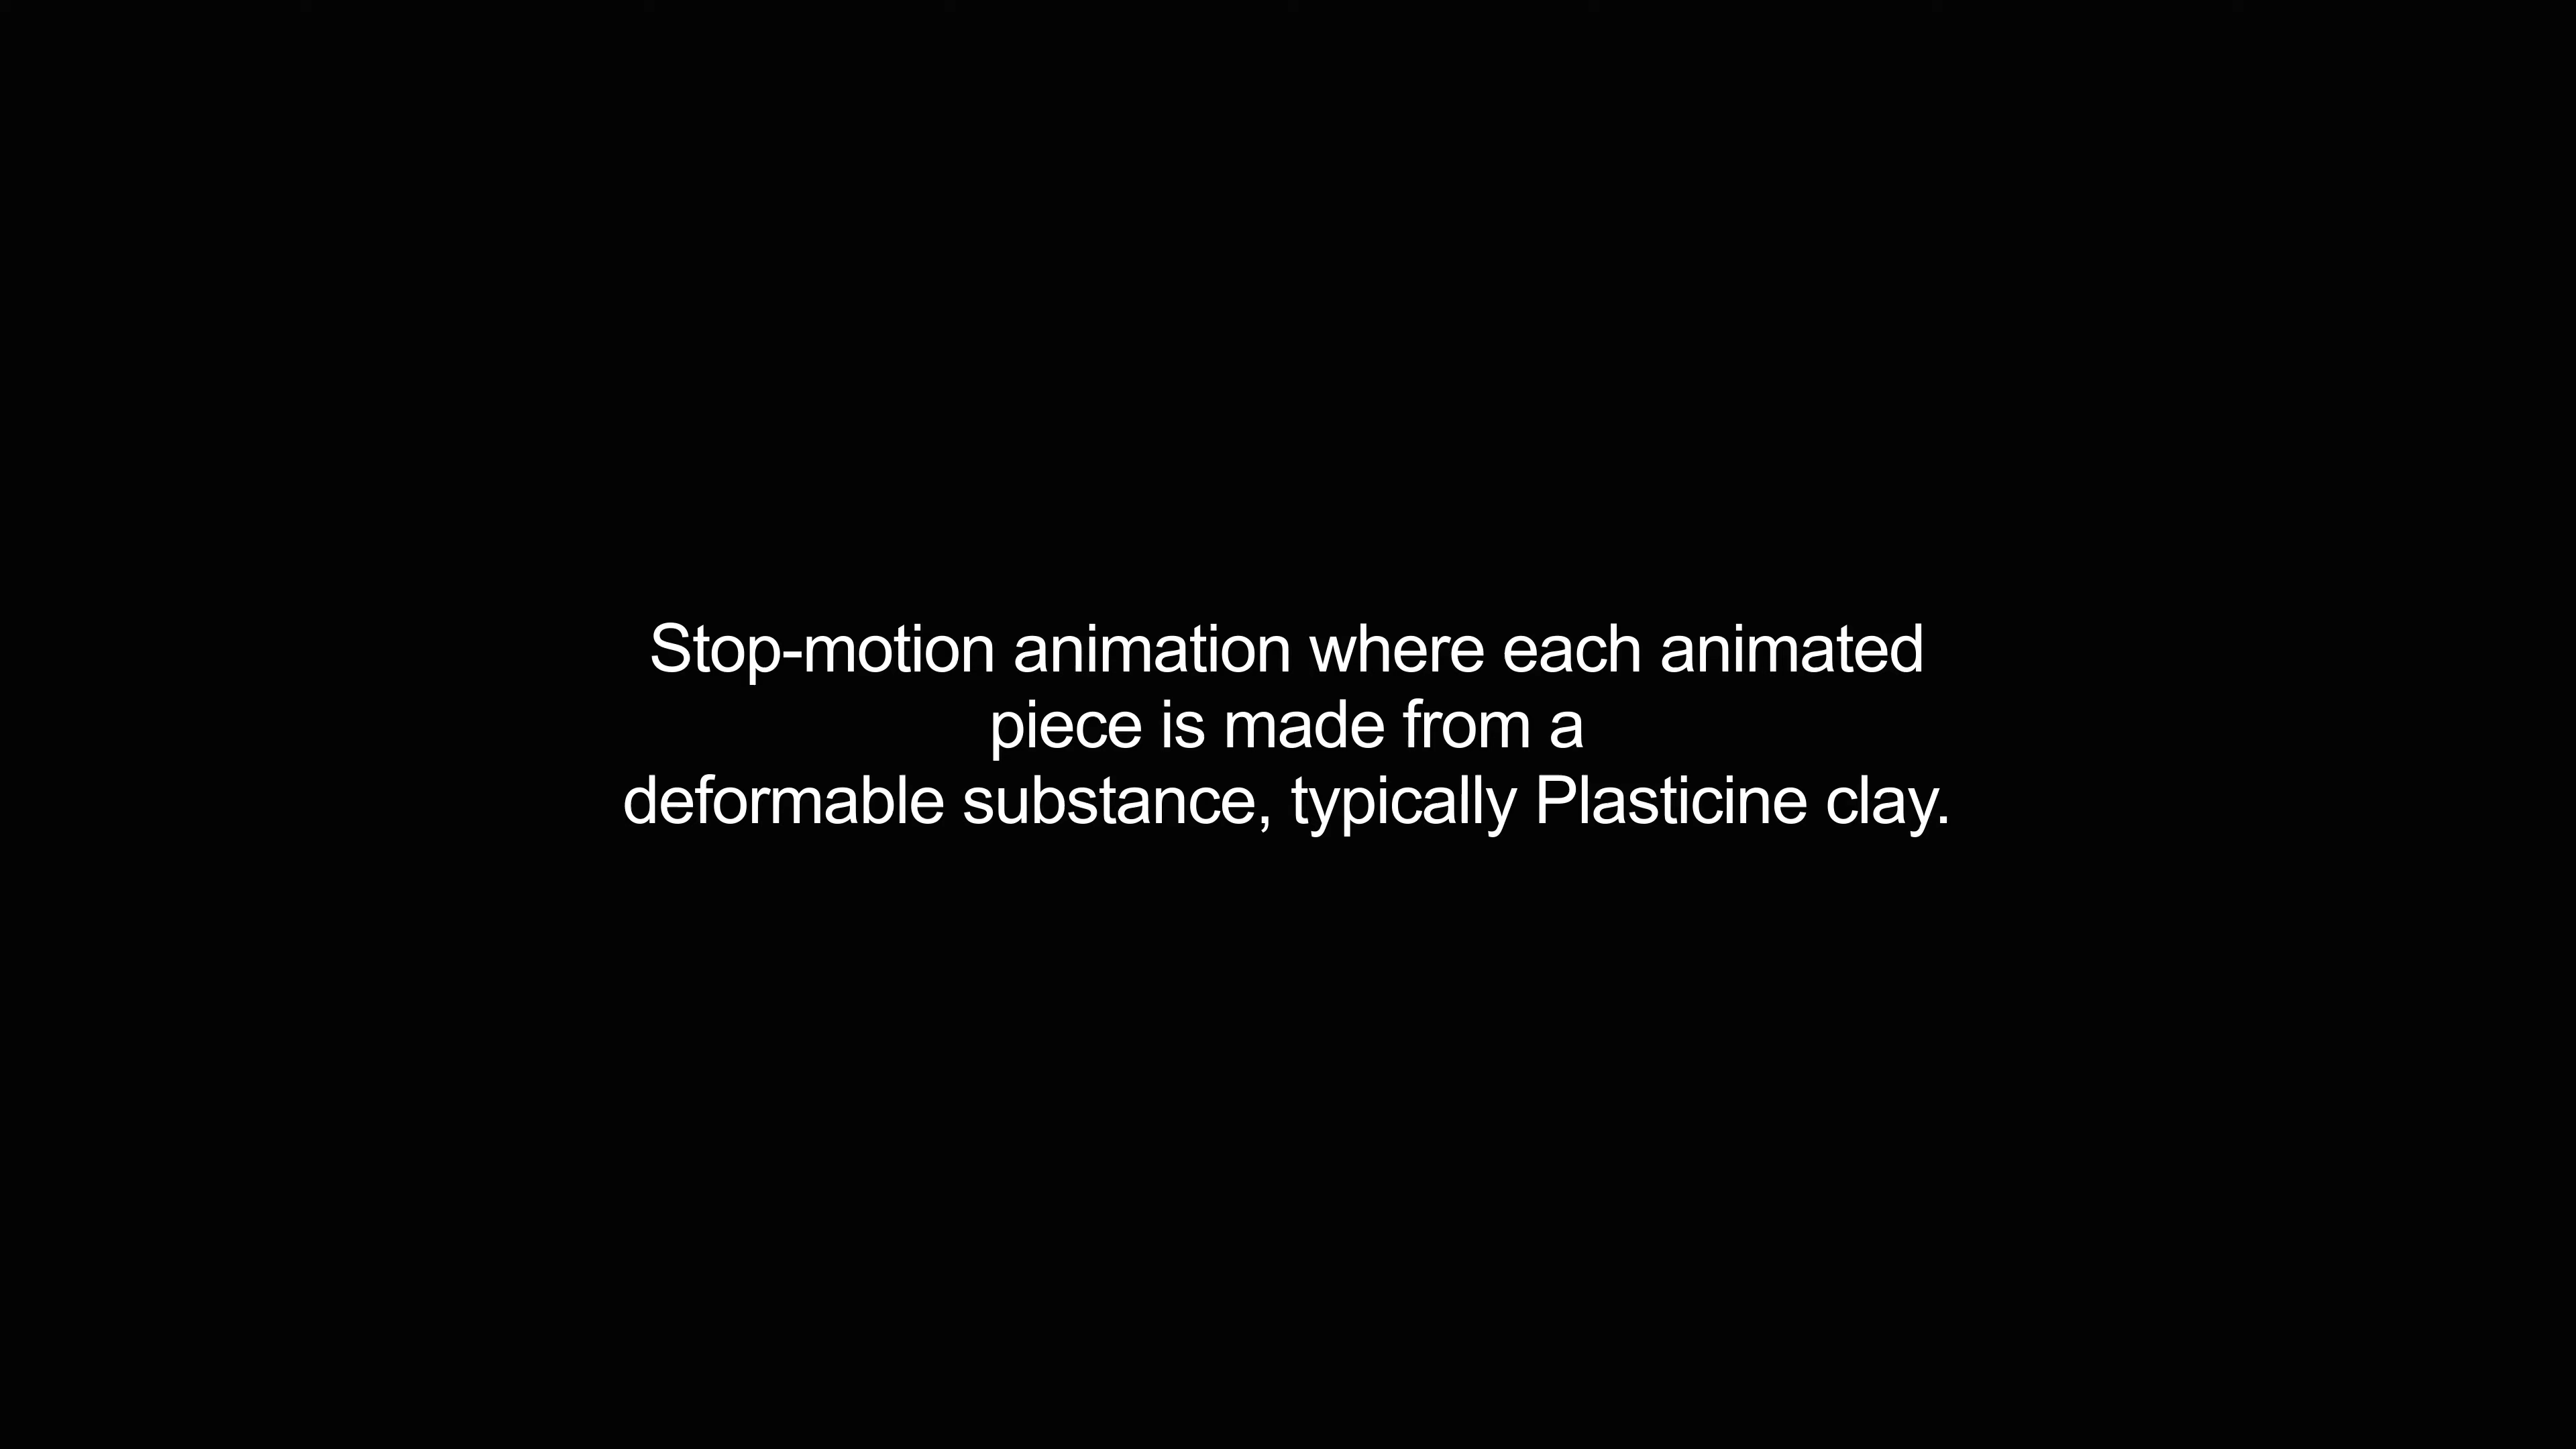 Stop-motion animation where each animated
piece is made from a
deformable substance, typically Plasticine clay.